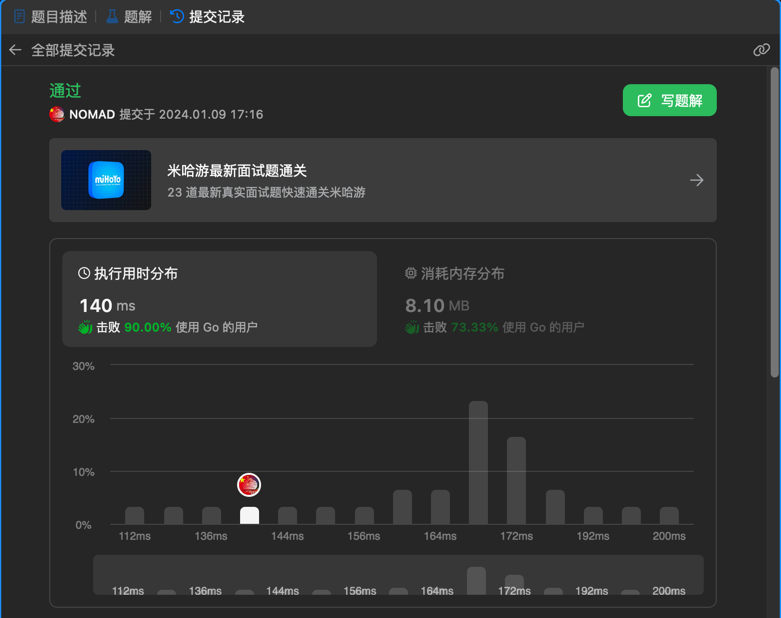 题目描述 题解 提交记录
全部提交记录
通过
NOMAD 提交于 2024.01.09 17:16
写题解
miHoYo
米哈游最新面试题通关
23 道最新真实面试题快速通关米哈游
执行用时分布
140 ms
击败 90.00% 使用 Go 的用户
消耗内存分布
8.10 MB
击败 73.33% 使用 Go 的用户
30%
20%
10%
0%
112ms 136ms 144ms 156ms 164ms 172ms 192ms 200ms
112ms 136ms 144ms 156ms 164ms 172ms 192ms 200ms